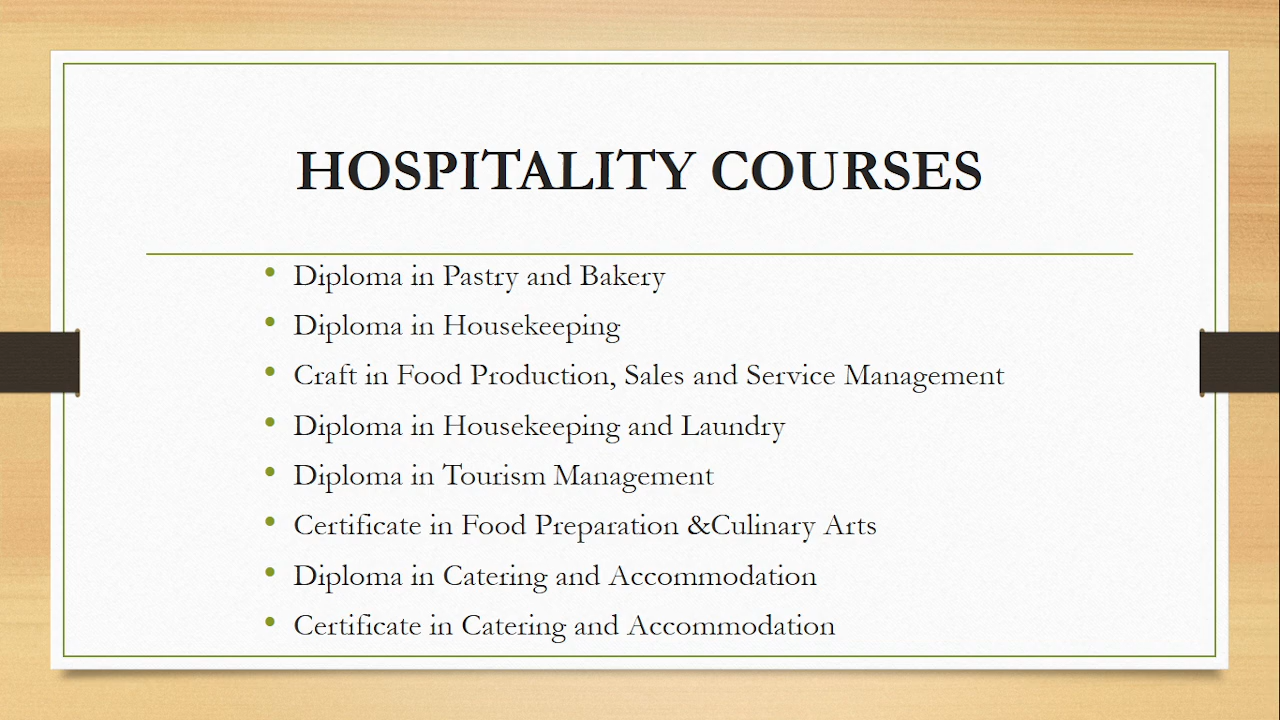 HOSPITALITY COURSES
• Diploma in Pastry and Bakery
• Diploma in Housekeeping
• Craft in Food Production, Sales and Service Management
• Diploma in Housekeeping and Laundry
• Diploma in Tourism Management
• Certificate in Food Preparation &Culinary Arts
• Diploma in Catering and Accommodation
• Certificate in Catering and Accommodation